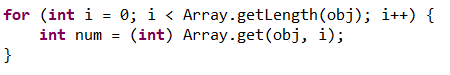 for (int i = 0; i < Array.getLength(obj); i++) {
    int num = (int) Array.get(obj, i);
}